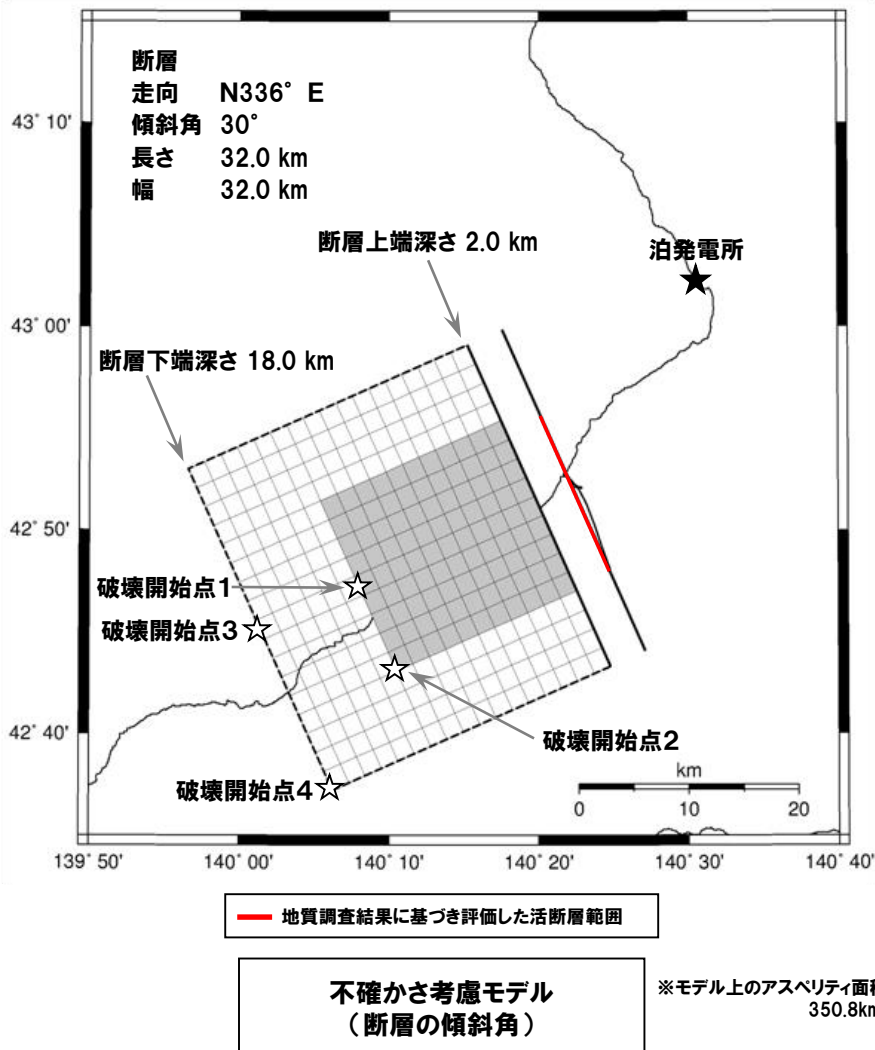 断層
走向 N336° E
傾斜角 30°
長さ 32.0 km
幅 32.0 km
43° 10'
断層上端深さ 2.0 km
泊発電所
43° 00'
断層下端深さ 18.0 km
42° 50'
破壊開始点1
破壊開始点3
42° 40'
破壊開始点2
破壊開始点4
km
0 10 20
139° 50' 140° 00' 140° 10' 140° 20' 140° 30' 140° 40'
地質調査結果に基づき評価した活断層範囲
不確かさ考慮モデル
（断層の傾斜角）
※モデル上のアスペリティ面積
350.8km